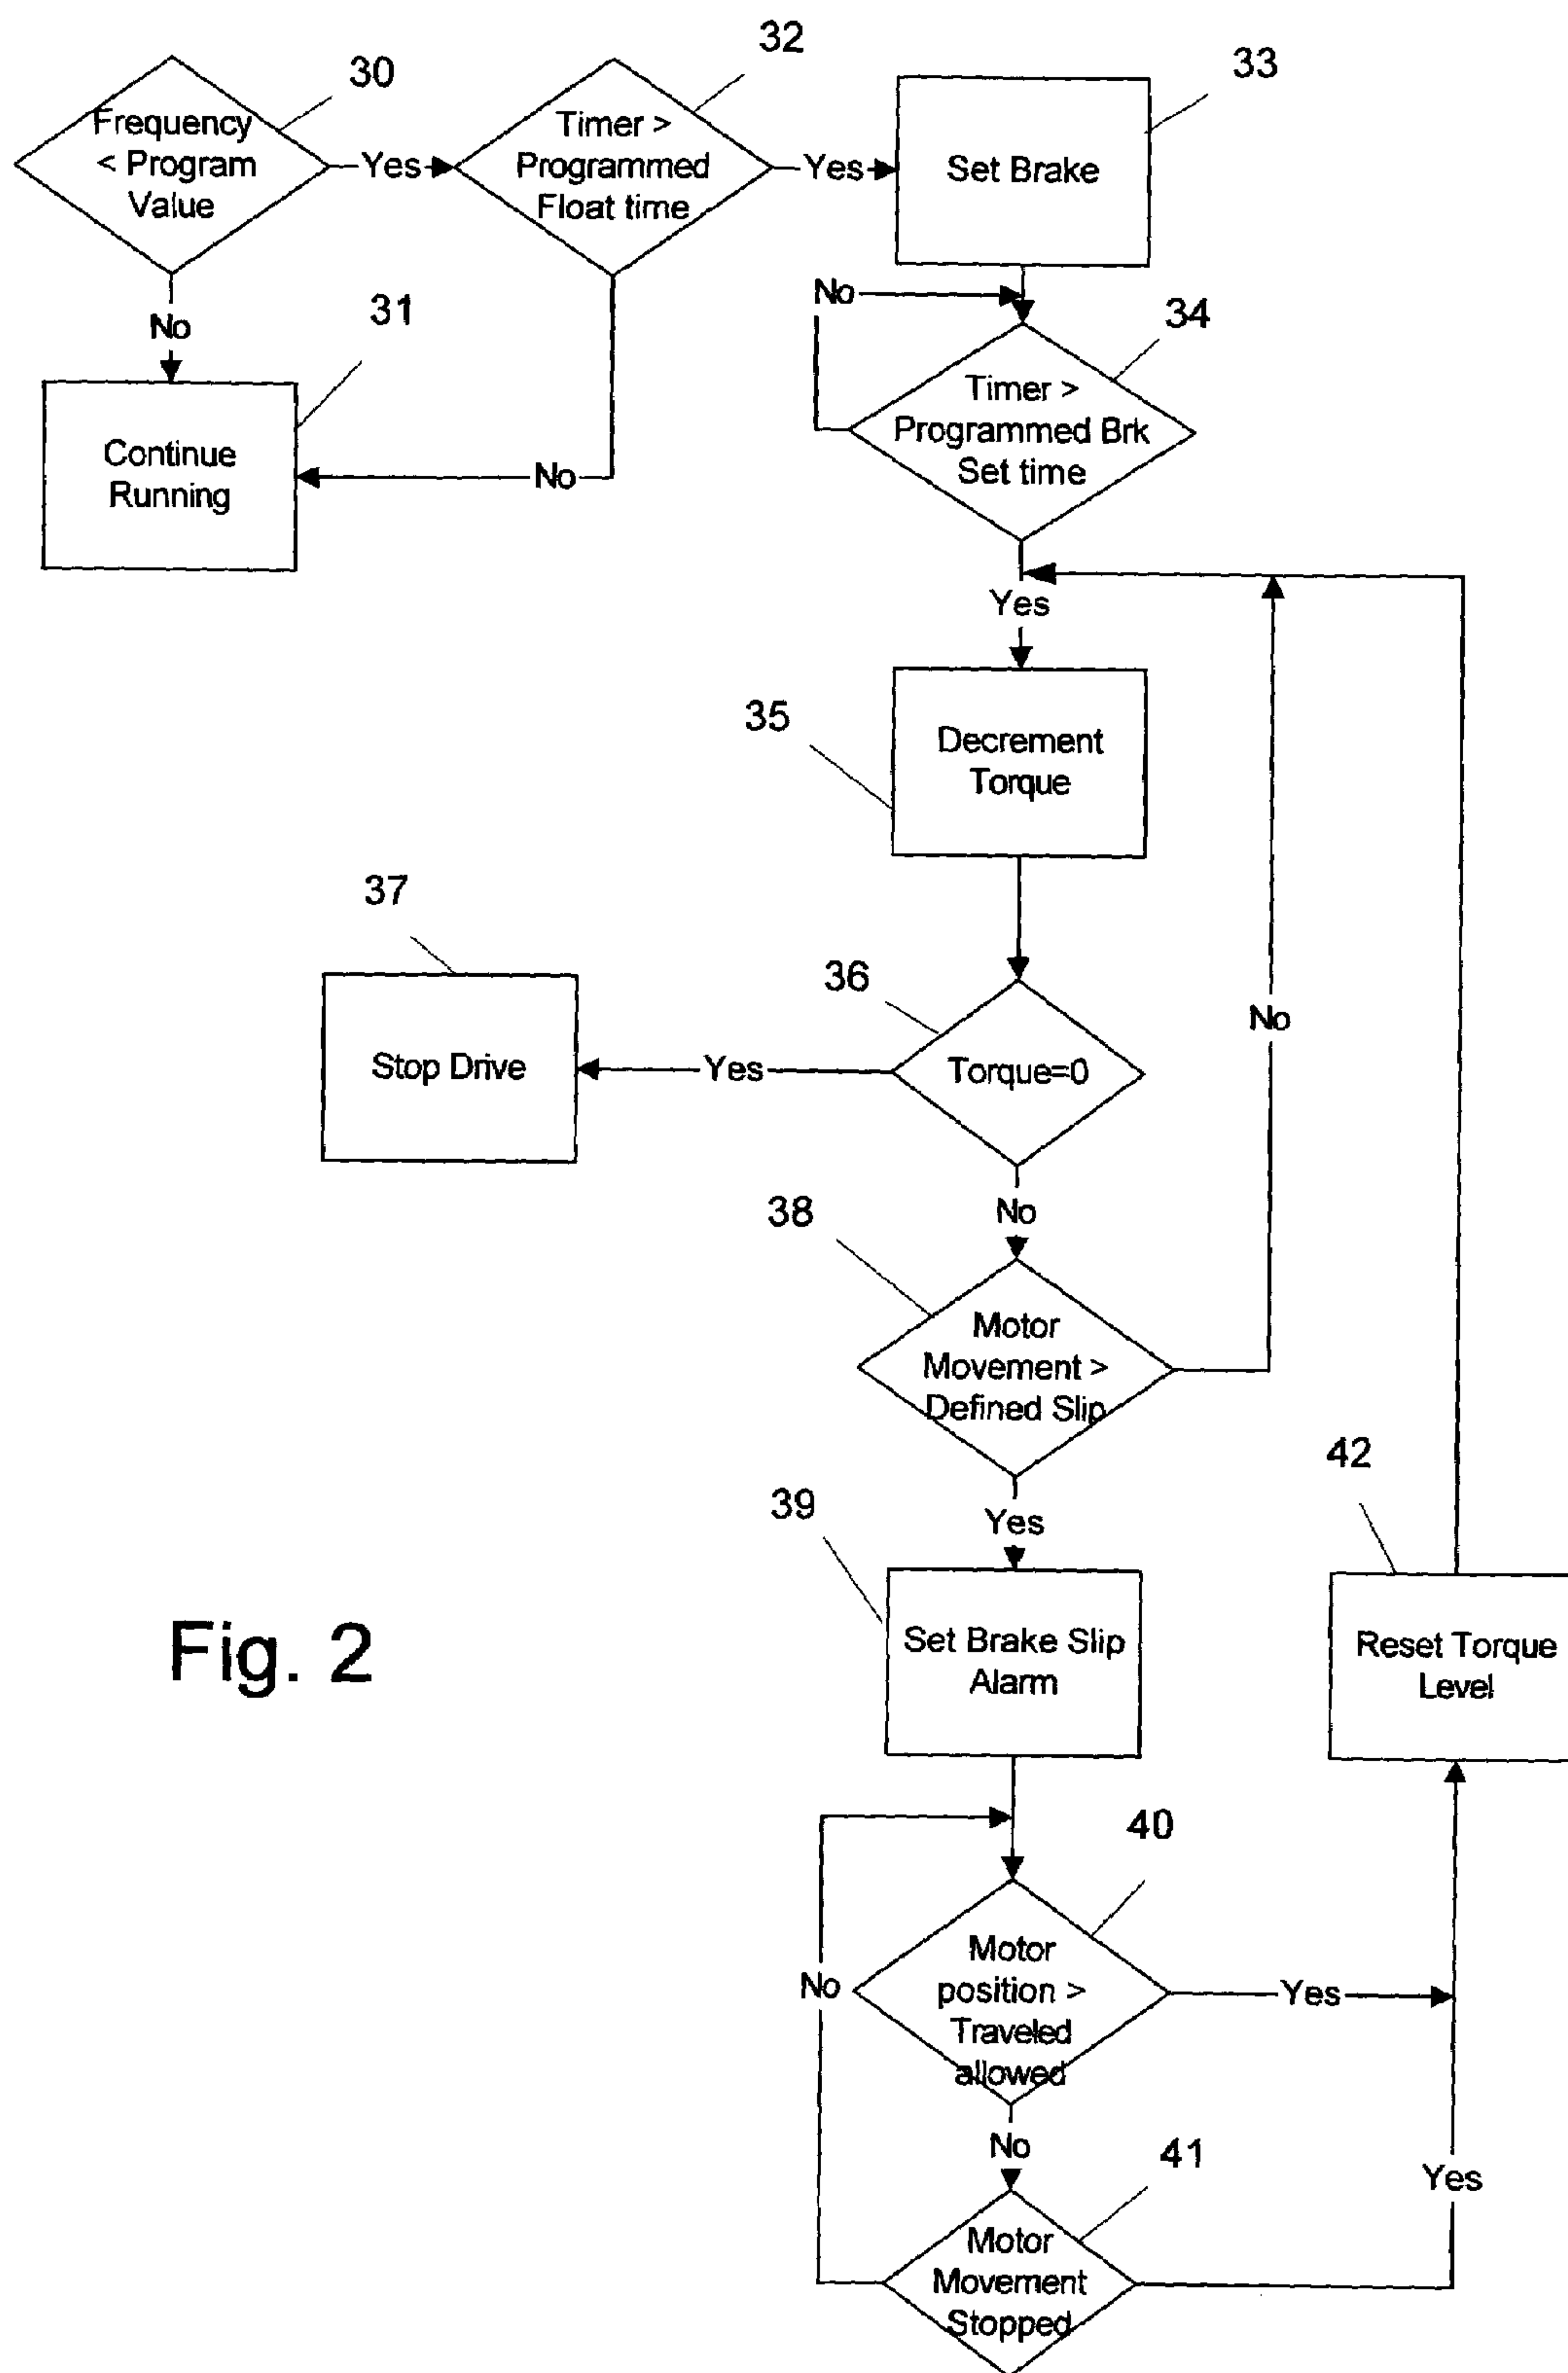 30
32
33
Frequency
< Program
Value
Yes
Timer >
Programmed
Float time
Yes
Set Brake
No
31
No
34
Continue
Running
No
Timer >
Programmed Brk
Set time
Yes
35
Decrement
Torque
37
36
Stop Drive
Yes
Torque=0
No
No
38
Motor
Movement >
Defined Slip
42
39
Yes
Fig. 2
Set Brake Slip
Alarm
Reset Torque
Level
40
No
Motor
position >
Traveled
allowed
Yes
No
41
Yes
Motor
Movement
Stopped